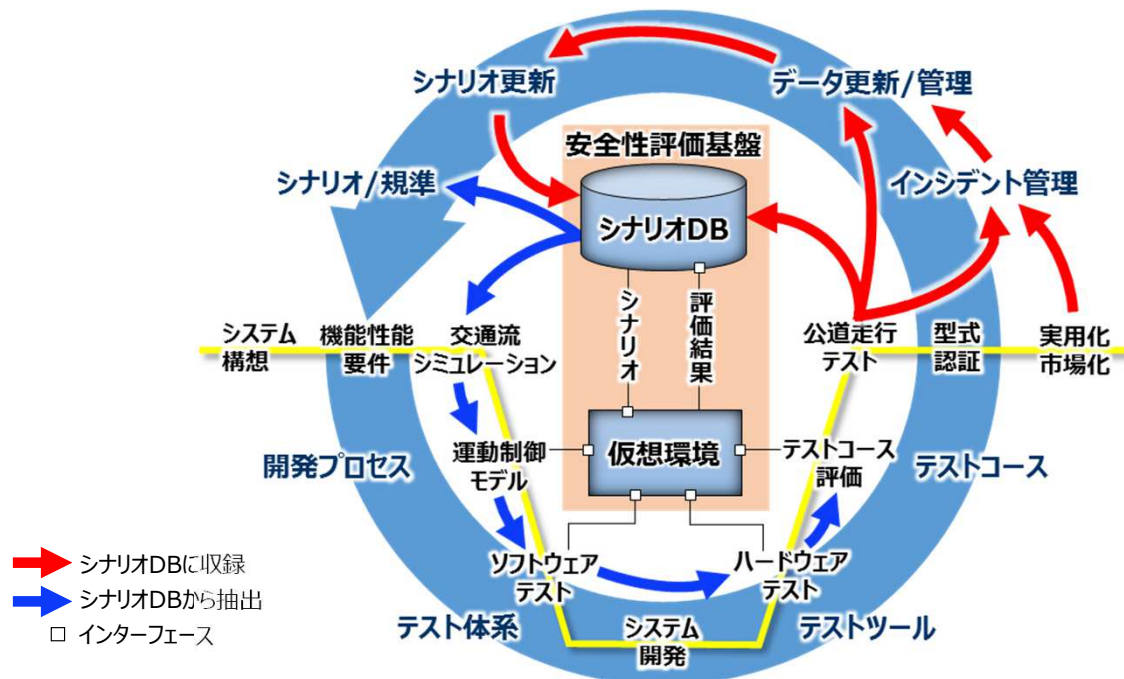 シナリオ更新
データ更新/管理
安全性評価基盤
シナリオ/規準
インシデント管理
シナリオDB
シナリオ
評価結果
システム
構想
機能性能
要件
交通流
シミュレーション
公道走行
テスト
型式
認証
実用化
市場化
運動制御
モデル
仮想環境
テストコース
評価
開発プロセス
テストコース
ソフトウェア
テスト
ハードウェア
テスト
シナリオDBに収録
シナリオDBから抽出
インターフェース
テスト体系
システム
開発
テストツール